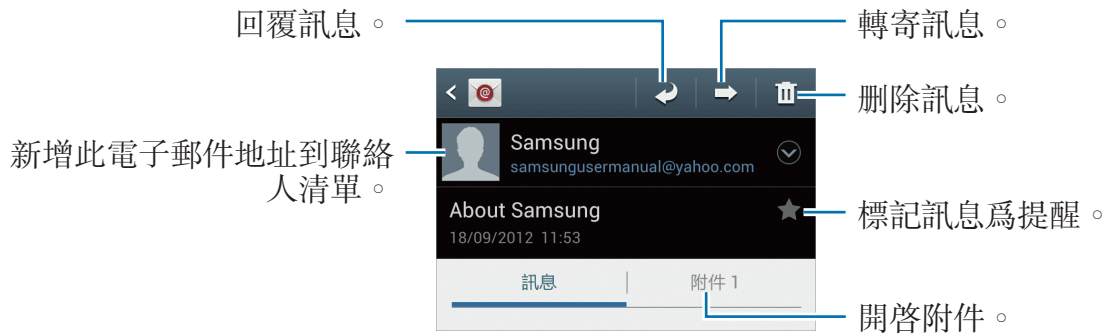 回覆訊息。
轉寄訊息。
刪除訊息。
Samsung
samsungusermanual@yahoo.com
新增此電子郵件地址到聯絡
人清單。
About Samsung
標記訊息爲提醒。
18/09/2012 11:53
訊息
附件 1
開啓附件。